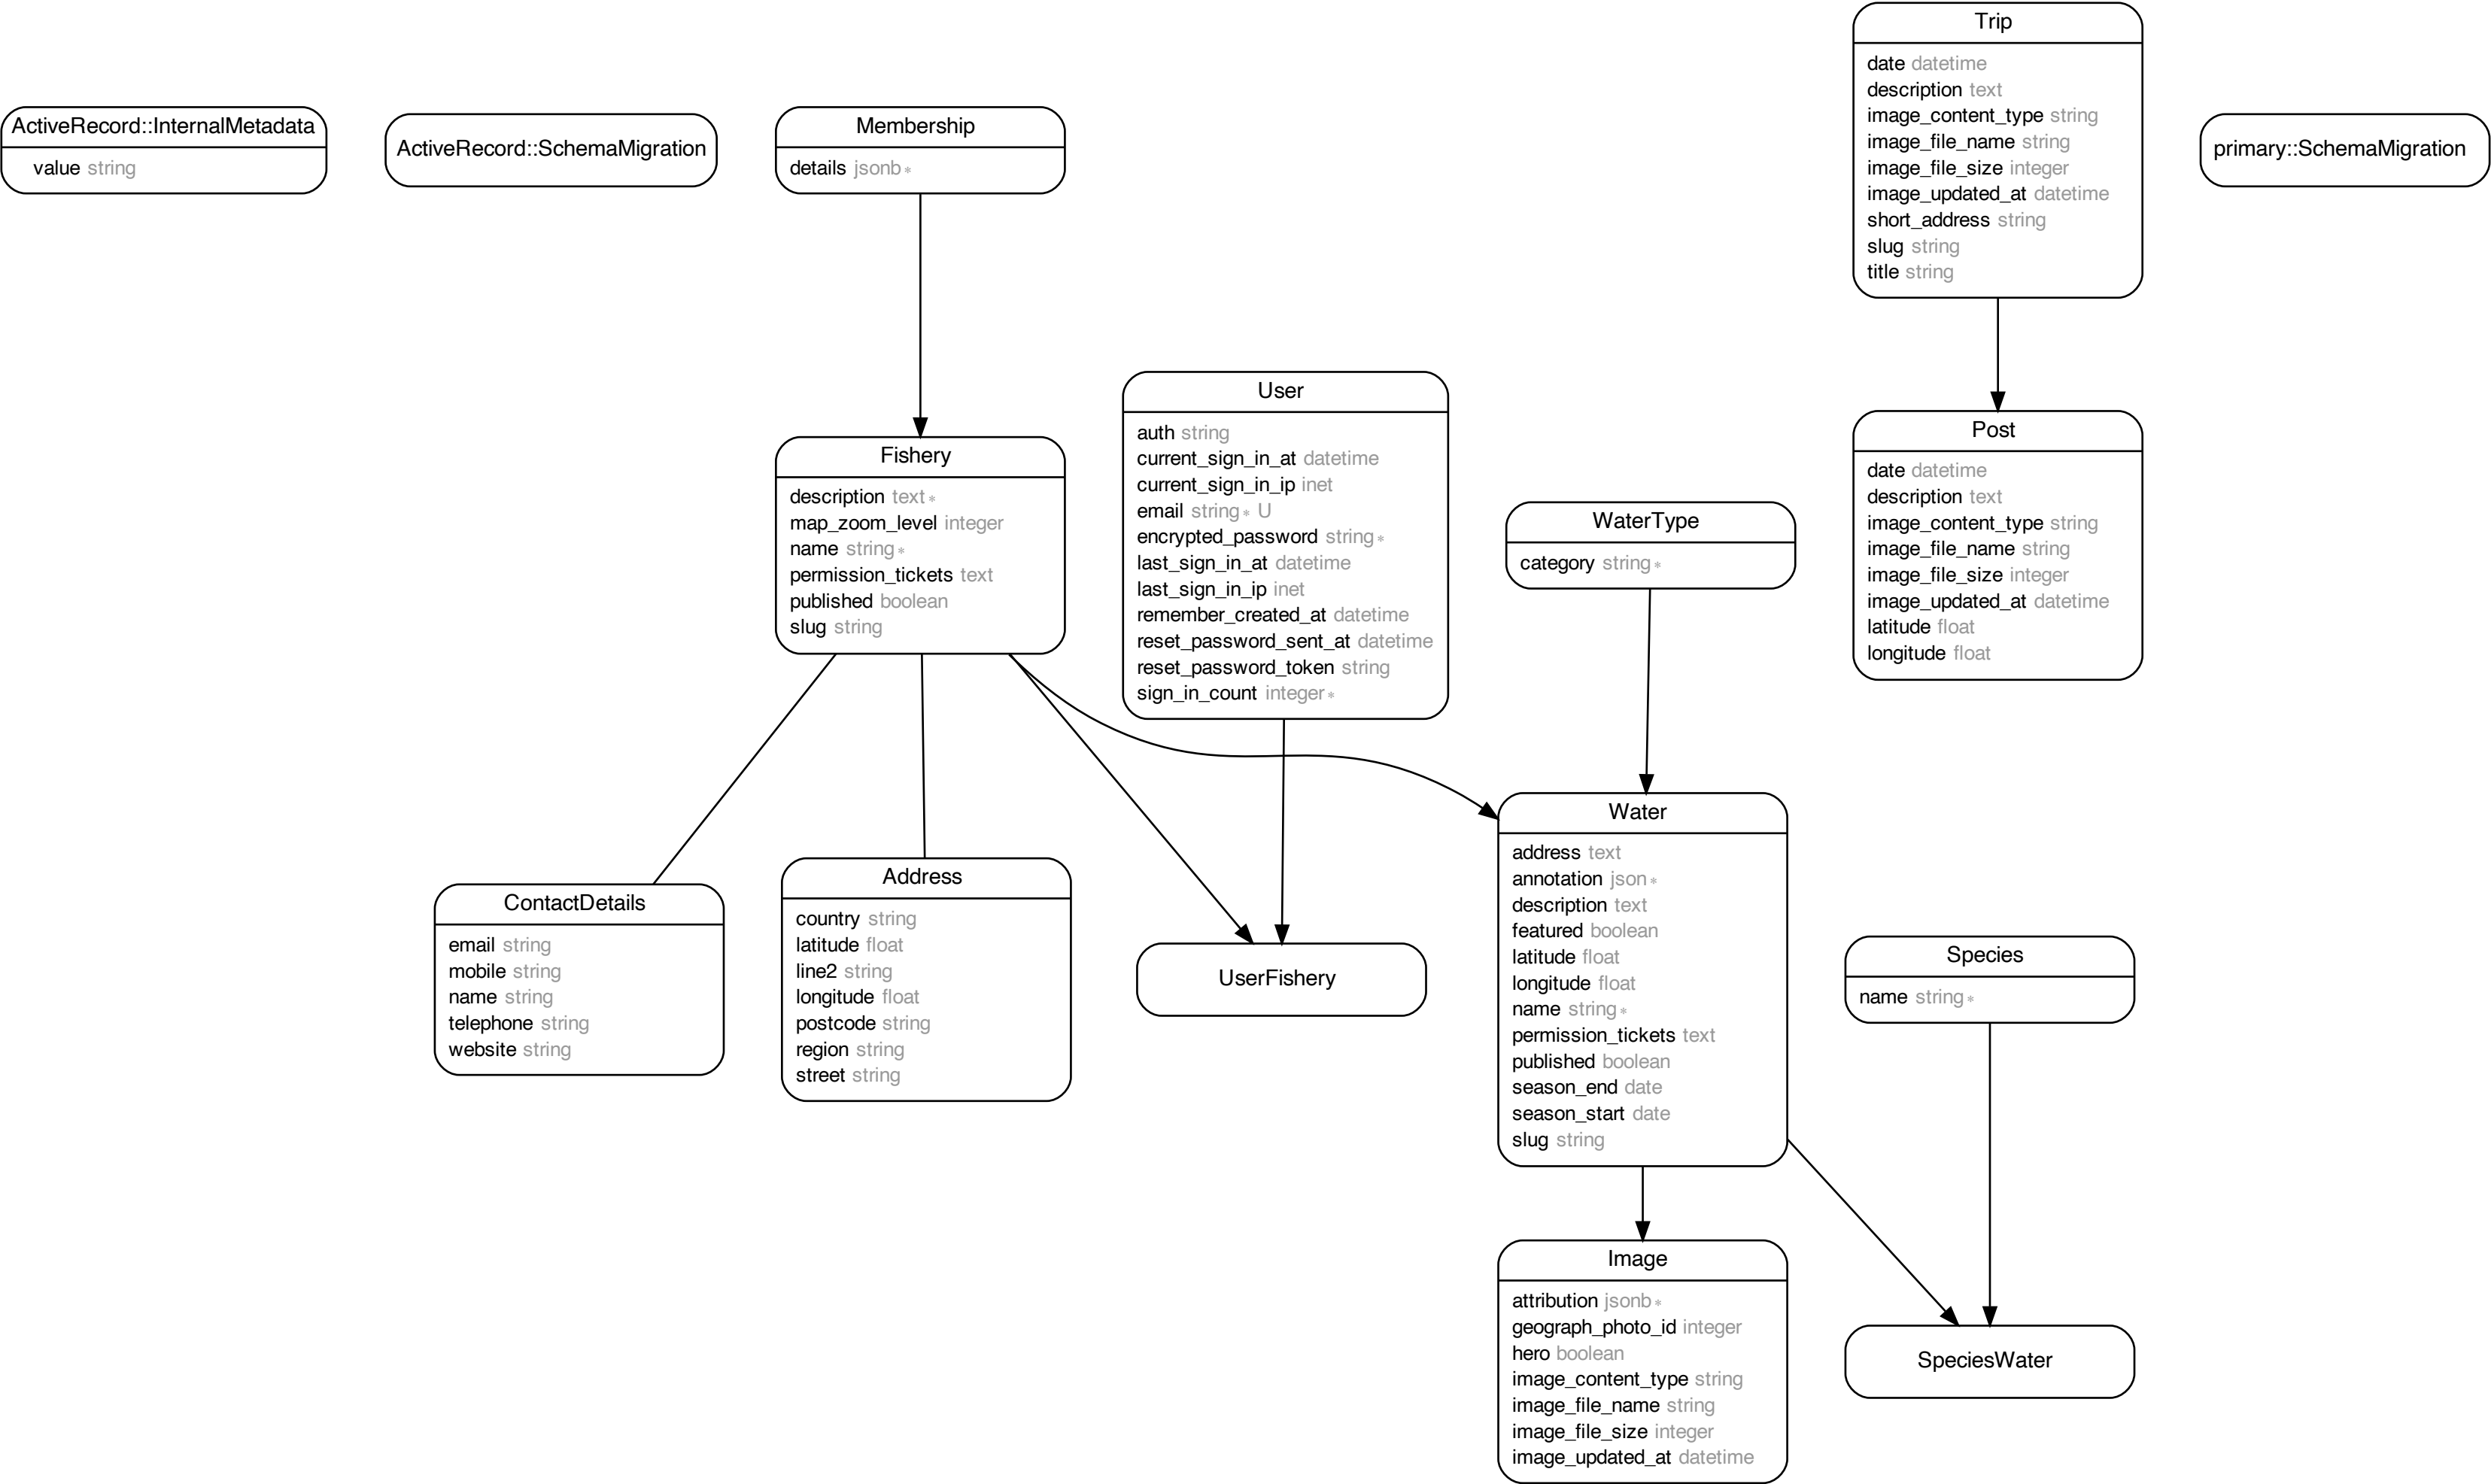 ActiveRecord::InternalMetadata
value string
ActiveRecord::SchemaMigration
Membership
details jsonb *
Trip
date datetime
description text
image_content_type string
image_file_name string
image_file_size integer
image_updated_at datetime
short_address string
slug string
title string
primary::SchemaMigration
Fishery
description text *
map_zoom_level integer
name string *
permission_tickets text
published boolean
slug string
User
auth string
current_sign_in_at datetime
current_sign_in_ip inet
email string * U
encrypted_password string *
last_sign_in_at datetime
last_sign_in_ip inet
remember_created_at datetime
reset_password_sent_at datetime
reset_password_token string
sign_in_count integer *
WaterType
category string *
Post
date datetime
description text
image_content_type string
image_file_name string
image_file_size integer
image_updated_at datetime
latitude float
longitude float
ContactDetails
email string
mobile string
name string
telephone string
website string
Address
country string
latitude float
line2 string
longitude float
postcode string
region string
street string
UserFishery
Water
address text
annotation json *
description text
featured boolean
latitude float
longitude float
name string *
permission_tickets text
published boolean
season_end date
season_start date
slug string
Species
name string *
Image
attribution jsonb *
geograph_photo_id integer
hero boolean
image_content_type string
image_file_name string
image_file_size integer
image_updated_at datetime
SpeciesWater